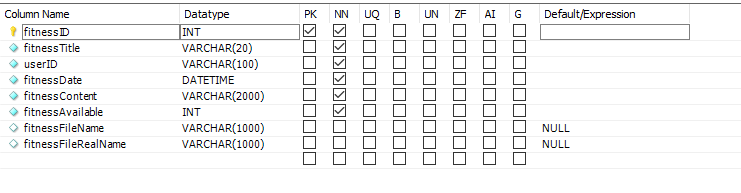 Column Name Datatype PK NN UQ B UN ZF AI G Default/Expression
fitnessID INT
fitnessTitle VARCHAR(20)
userID VARCHAR(100)
fitnessDate DATETIME
fitnessContent VARCHAR(2000)
fitnessAvailable INT
fitnessFileName VARCHAR(1000) NULL
fitnessFileRealName VARCHAR(1000) NULL